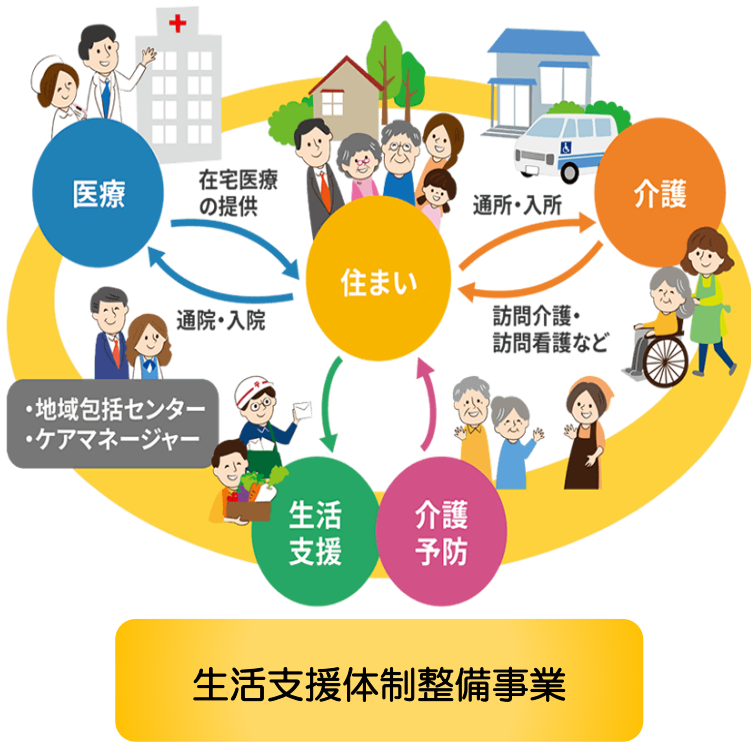 医療
在宅医療
の提供
通所・入所
介護
住まい
通院・入院
訪問介護・
訪問看護など
・地域包括センター
・ケアマネージャー
生活
支援
介護
予防
生活支援体制整備事業